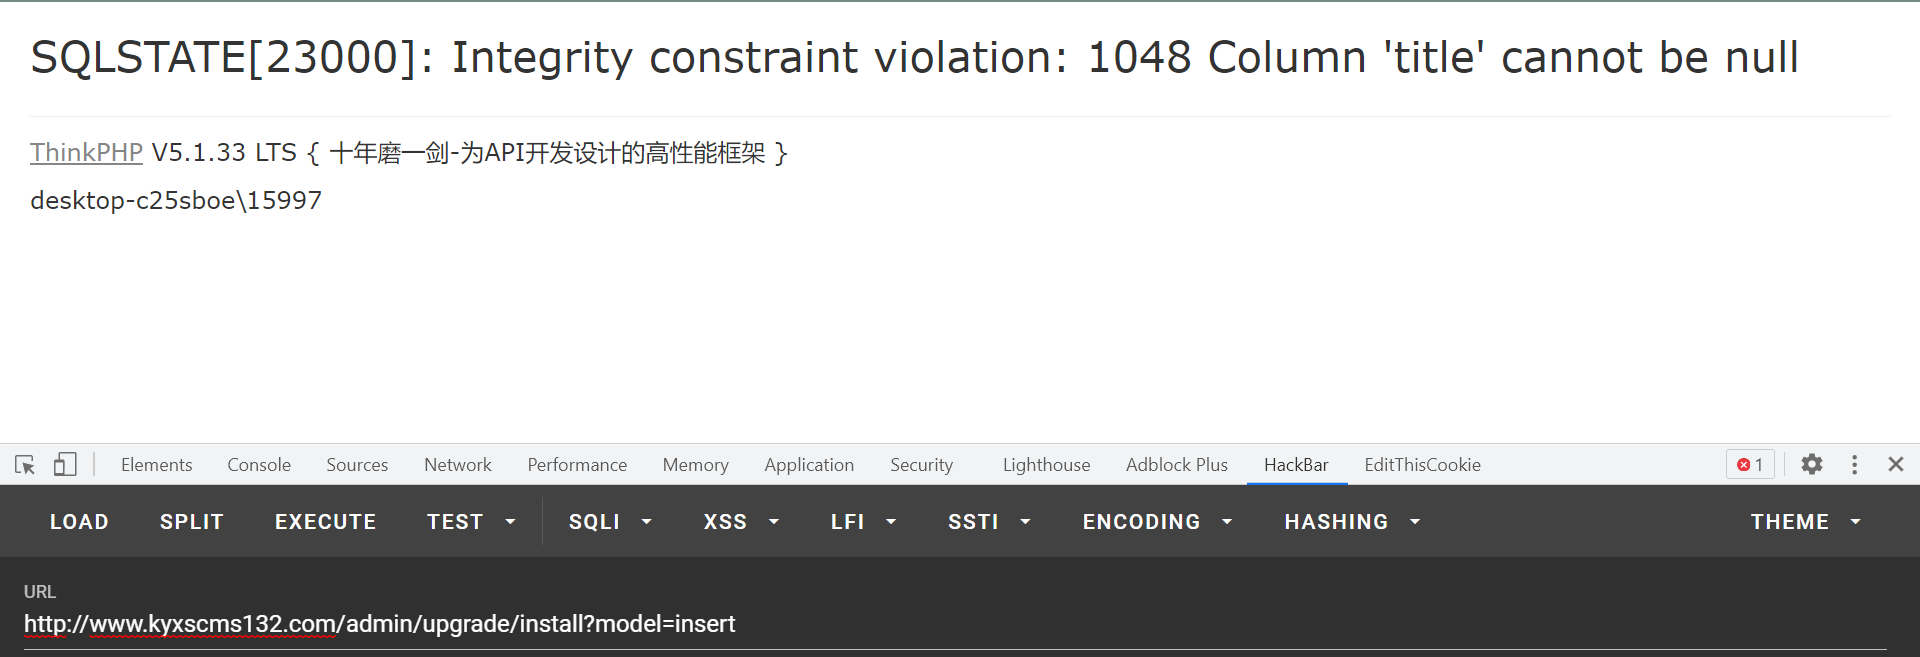 SQLSTATE[23000]: Integrity constraint violation: 1048 Column 'title' cannot be null
ThinkPHP V5.1.33 LTS { 十年磨一剑-为API开发设计的高性能框架 }
desktop-c25sboe\15997
Elements Console Sources Network Performance Memory Application Security Lighthouse Adblock Plus HackBar EditThisCookie 1
LOAD SPLIT EXECUTE TEST SQLI XSS LFI SSTI ENCODING HASHING THEME
URL
http://www.kyxscms132.com/admin/upgrade/install?model=insert